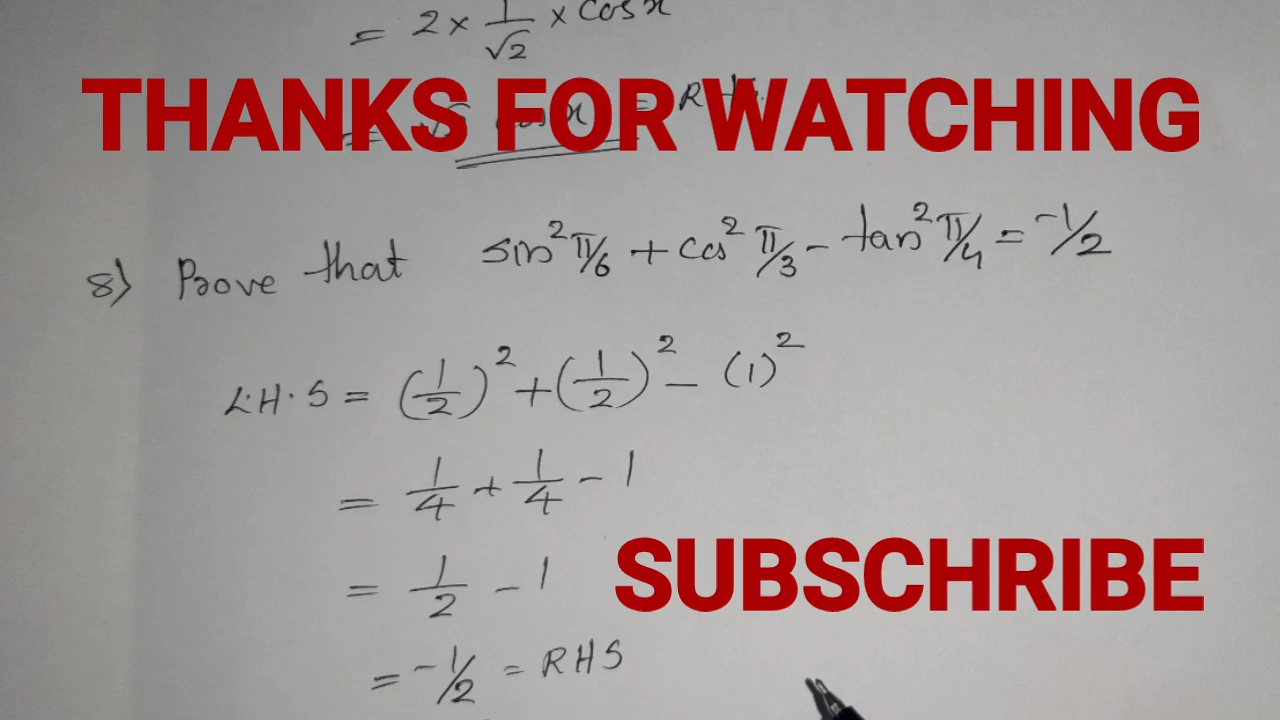 = 2 × 1/√2 × cos x
THANKS FOR WATCHING
= cos x = RHS
8) Prove that sin² π/6 + cos² π/3 - tan² π/4 = -1/2
L.H.S = (1/2)² + (1/2)² - (1)²
= 1/4 + 1/4 - 1
= 1/2 - 1
SUBSCHRIBE
= -1/2 = RHS